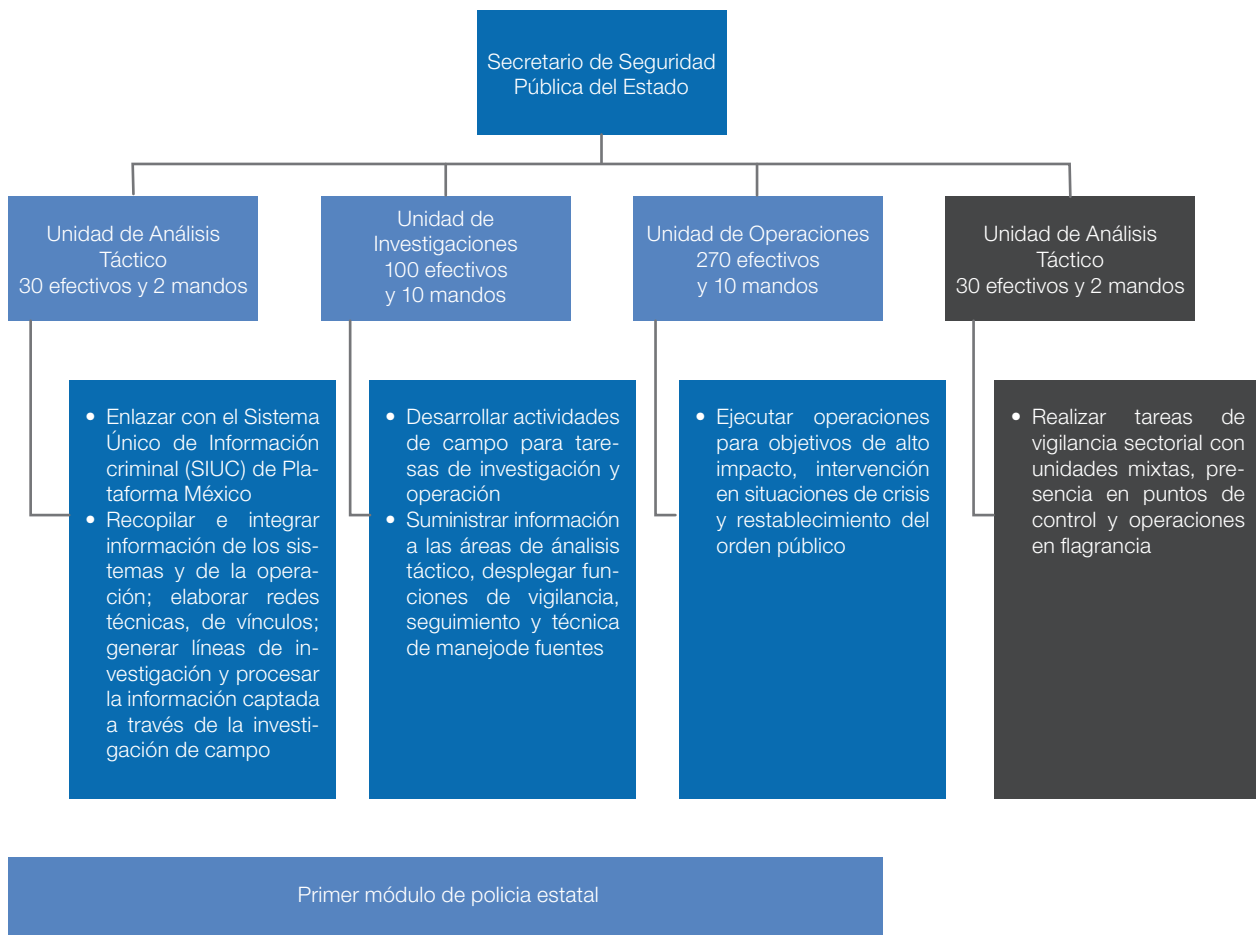 Secretario de Seguridad
Pública del Estado
Unidad de Análisis
Táctico
30 efectivos y 2 mandos
Unidad de
Investigaciones
100 efectivos
y 10 mandos
Unidad de Operaciones
270 efectivos
y 10 mandos
Unidad de Análisis
Táctico
30 efectivos y 2 mandos
• Enlazar con el Sistema
Único de Información
criminal (SIUC) de Pla-
taforma México
• Recopilar e integrar
información de los sis-
temas y de la opera-
ción; elaborar redes
técnicas, de vínculos;
generar líneas de in-
vestigación y procesar
la información captada
a través de la investi-
gación de campo
• Desarrollar actividades
de campo para tare-
sas de investigación y
operación
• Suministrar información
a las áreas de ánalisis
táctico, desplegar fun-
ciones de vigilancia,
seguimiento y técnica
de manejode fuentes
• Ejecutar operaciones
para objetivos de alto
impacto, intervención
en situaciones de crisis
y restablecimiento del
orden público
• Realizar tareas de
vigilancia sectorial con
unidades mixtas, pre-
sencia en puntos de
control y operaciones
en flagrancia
Primer módulo de policia estatal